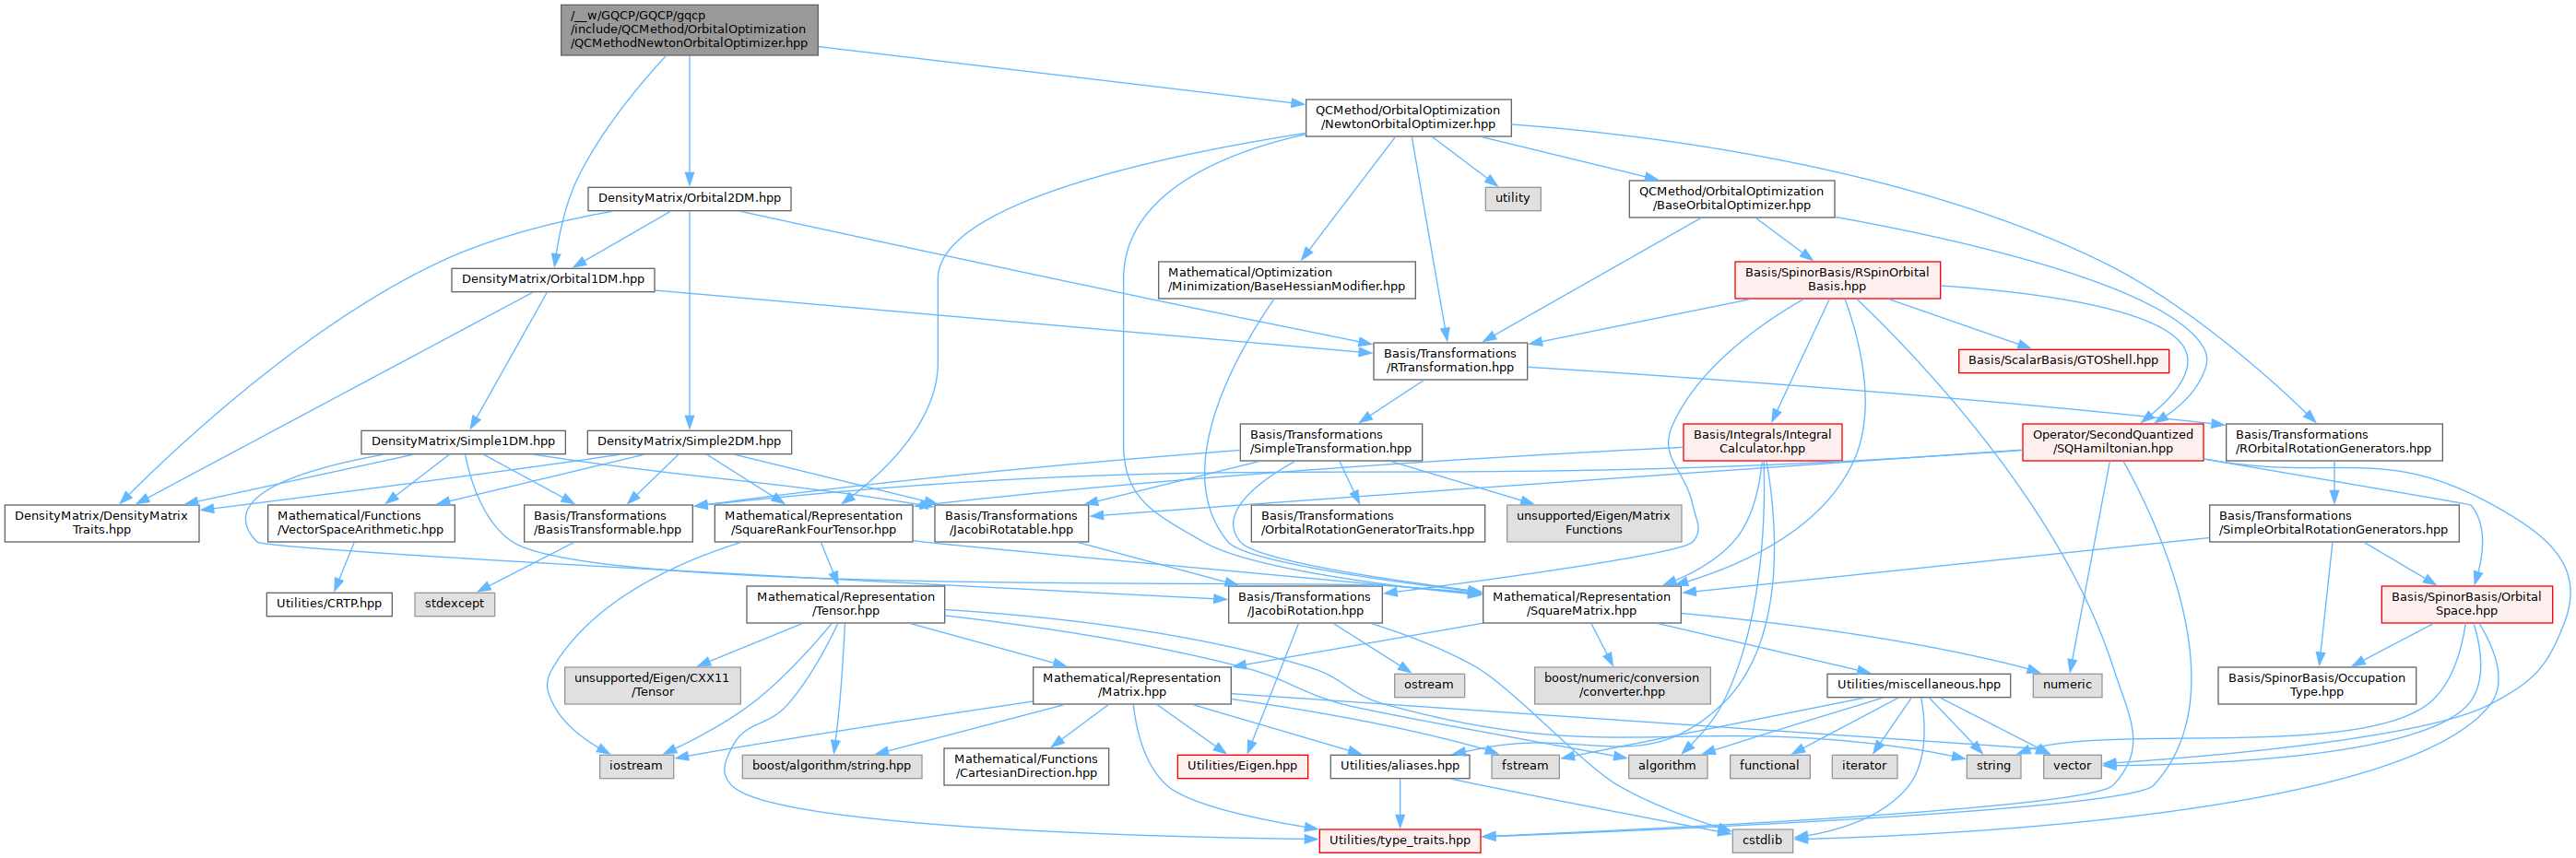 /__w/GQCP/GQCP/gqcp
/include/QCMethod/OrbitalOptimization
/QCMethodNewtonOrbitalOptimizer.hpp
QCMethod/OrbitalOptimization
/NewtonOrbitalOptimizer.hpp
DensityMatrix/Orbital2DM.hpp
utility
QCMethod/OrbitalOptimization
/BaseOrbitalOptimizer.hpp
DensityMatrix/Orbital1DM.hpp
Mathematical/Optimization
/Minimization/BaseHessianModifier.hpp
Basis/SpinorBasis/RSpinOrbital
Basis.hpp
Basis/Transformations
/RTransformation.hpp
Basis/ScalarBasis/GTOShell.hpp
DensityMatrix/Simple1DM.hpp
DensityMatrix/Simple2DM.hpp
Basis/Transformations
/SimpleTransformation.hpp
Basis/Integrals/Integral
Calculator.hpp
Operator/SecondQuantized
/SQHamiltonian.hpp
Basis/Transformations
/ROrbitalRotationGenerators.hpp
DensityMatrix/DensityMatrix
Traits.hpp
Mathematical/Functions
/VectorSpaceArithmetic.hpp
Basis/Transformations
/BasisTransformable.hpp
Mathematical/Representation
/SquareRankFourTensor.hpp
Basis/Transformations
/JacobiRotatable.hpp
Basis/Transformations
/OrbitalRotationGeneratorTraits.hpp
unsupported/Eigen/Matrix
Functions
Basis/Transformations
/SimpleOrbitalRotationGenerators.hpp
Utilities/CRTP.hpp
stdexcept
Mathematical/Representation
/Tensor.hpp
Basis/Transformations
/JacobiRotation.hpp
Mathematical/Representation
/SquareMatrix.hpp
Basis/SpinorBasis/Orbital
Space.hpp
unsupported/Eigen/CXX11
/Tensor
Mathematical/Representation
/Matrix.hpp
ostream
boost/numeric/conversion
/converter.hpp
Utilities/miscellaneous.hpp
numeric
Basis/SpinorBasis/Occupation
Type.hpp
iostream
boost/algorithm/string.hpp
Mathematical/Functions
/CartesianDirection.hpp
Utilities/Eigen.hpp
Utilities/aliases.hpp
fstream
algorithm
functional
iterator
string
vector
Utilities/type_traits.hpp
cstdlib